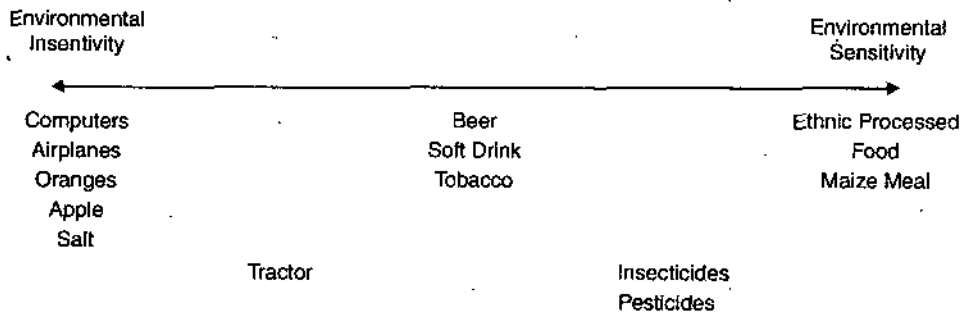 Environmental
Insentivity
Environmental
Sensitivity
Computers
Airplanes
Oranges
Apple
Salt
Beer
Soft Drink
Tobacco
Ethnic Processed
Food
Maize Meal
Tractor
Insecticides
Pesticides